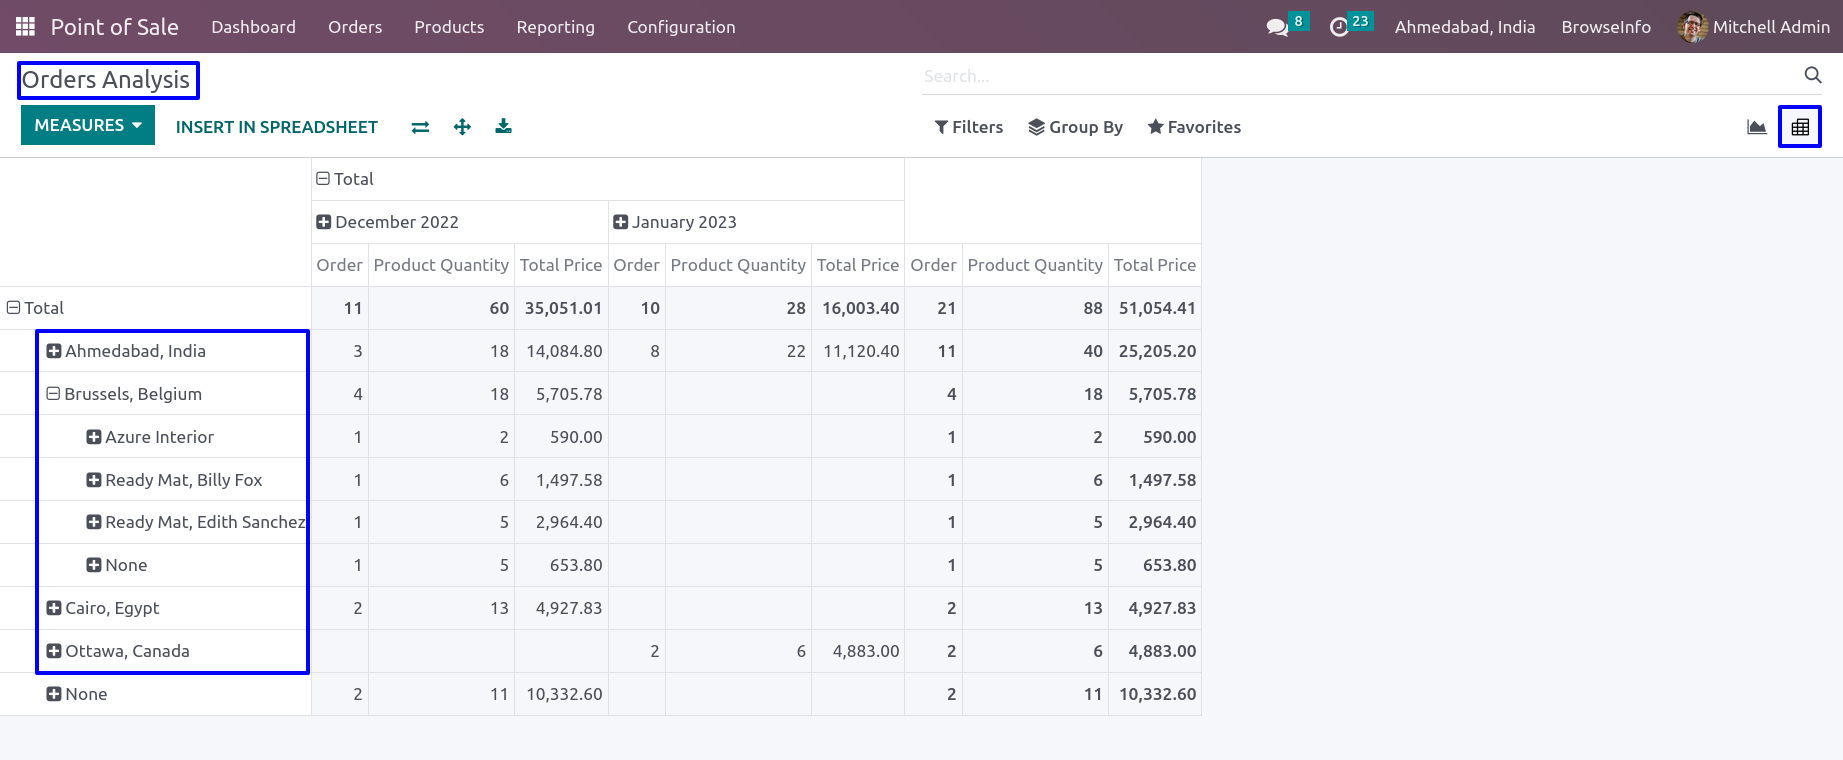 Point of Sale Dashboard Orders Products Reporting Configuration 8 23 Ahmedabad, India BrowseInfo Mitchell Admin
Orders Analysis Search...
MEASURES INSERT IN SPREADSHEET Filters Group By Favorites
Total
December 2022 January 2023
Order Product Quantity Total Price Order Product Quantity Total Price Order Product Quantity Total Price
Total 11 60 35,051.01 10 28 16,003.40 21 88 51,054.41
Ahmedabad, India 3 18 14,084.80 8 22 11,120.40 11 40 25,205.20
Brussels, Belgium 4 18 5,705.78 4 18 5,705.78
Azure Interior 1 2 590.00 1 2 590.00
Ready Mat, Billy Fox 1 6 1,497.58 1 6 1,497.58
Ready Mat, Edith Sanchez 1 5 2,964.40 1 5 2,964.40
None 1 5 653.80 1 5 653.80
Cairo, Egypt 2 13 4,927.83 2 13 4,927.83
Ottawa, Canada 2 6 4,883.00 2 6 4,883.00
None 2 11 10,332.60 2 11 10,332.60